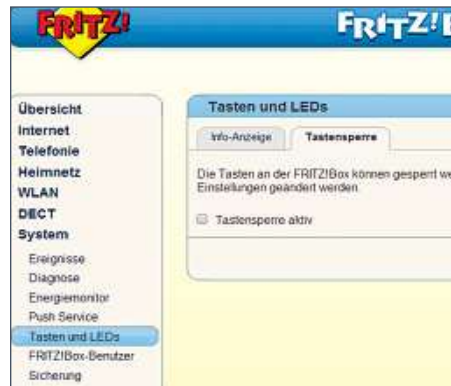 FRITZ!
FRITZ!
Übersicht
Internet
Telefonie
Heimnetz
WLAN
DECT
System
Ereignisse
Diagnose
Energiemonitor
Push Service
Tasten und LEDs
FRITZ!Box-Benutzer
Sicherung
Tasten und LEDs
Info-Anzeige
Tastensperre
Die Tasten an der FRITZ!Box können gesperrt
Einstellungen geändert werden.
Tastensperre aktiv